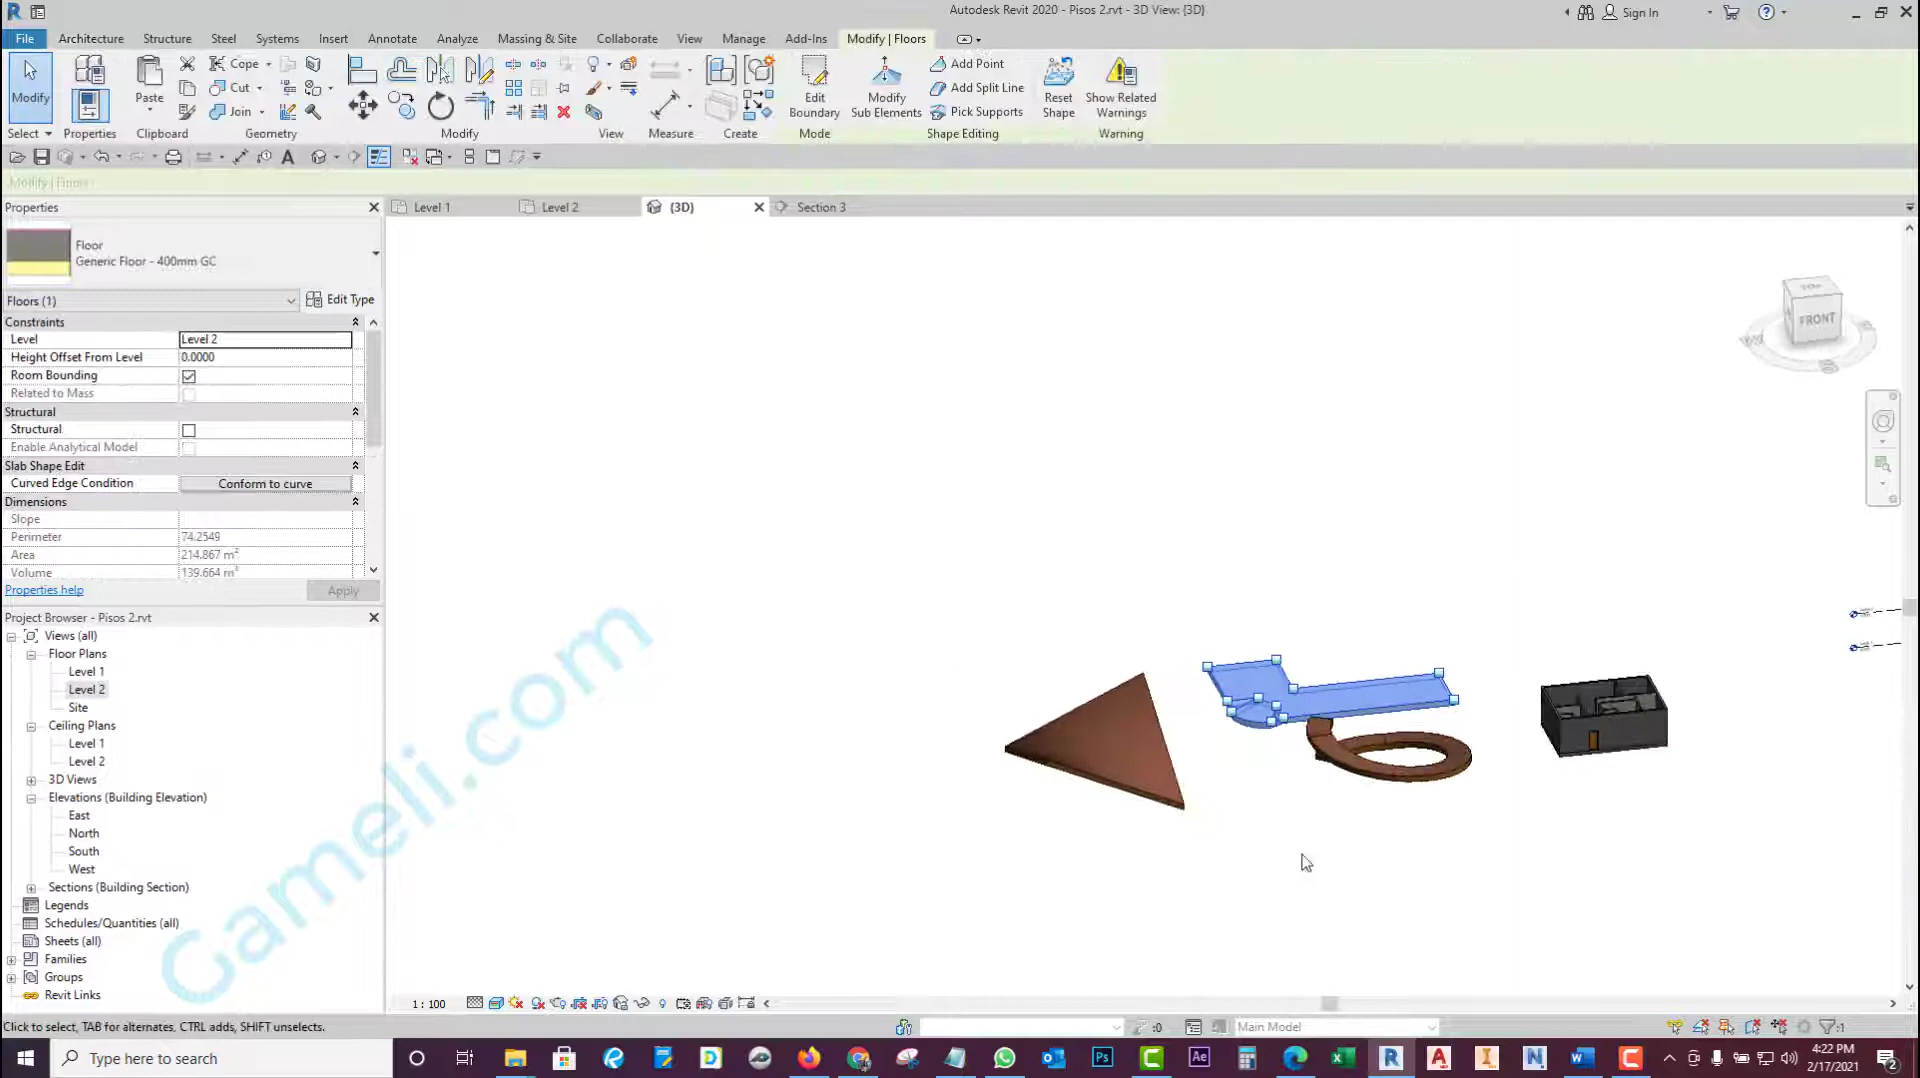 Autodesk Revit 2020 - Pisos 2.rvt - 3D View: {3D}
Sign In
File
Architecture
Structure
Steel
Systems
Insert
Annotate
Analyze
Massing & Site
Collaborate
View
Manage
Add-Ins
Modify | Floors
Modify
Paste
Cope
Cut
Join
Edit Boundary
Modify Sub Elements
Add Point
Add Split Line
Pick Supports
Reset Shape
Show Related Warnings
Select
Properties
Clipboard
Geometry
Modify
View
Measure
Create
Mode
Shape Editing
Warning
Modify | Floors
Properties
Level 1
Level 2
{3D}
Section 3
Floor
Generic Floor - 400mm GC
Floors (1)
Edit Type
Constraints
Level
Level 2
Height Offset From Level
0.0000
Room Bounding
Related to Mass
Structural
Structural
Enable Analytical Model
Slab Shape Edit
Curved Edge Condition
Conform to curve
Dimensions
Slope
Perimeter
74.2549
Area
214.867 m²
Volume
139.664 m³
Properties help
Apply
TOP
FRONT
Project Browser - Pisos 2.rvt
Views (all)
Floor Plans
Level 1
Level 2
Site
Ceiling Plans
Level 1
Level 2
3D Views
Elevations (Building Elevation)
East
North
South
West
Sections (Building Section)
Legends
Schedules/Quantities (all)
Sheets (all)
Families
Groups
Revit Links
Gameli.com
1 : 100
Click to select, TAB for alternates, CTRL adds, SHIFT unselects.
:0
Main Model
:1
Type here to search
4:22 PM
2/17/2021
2